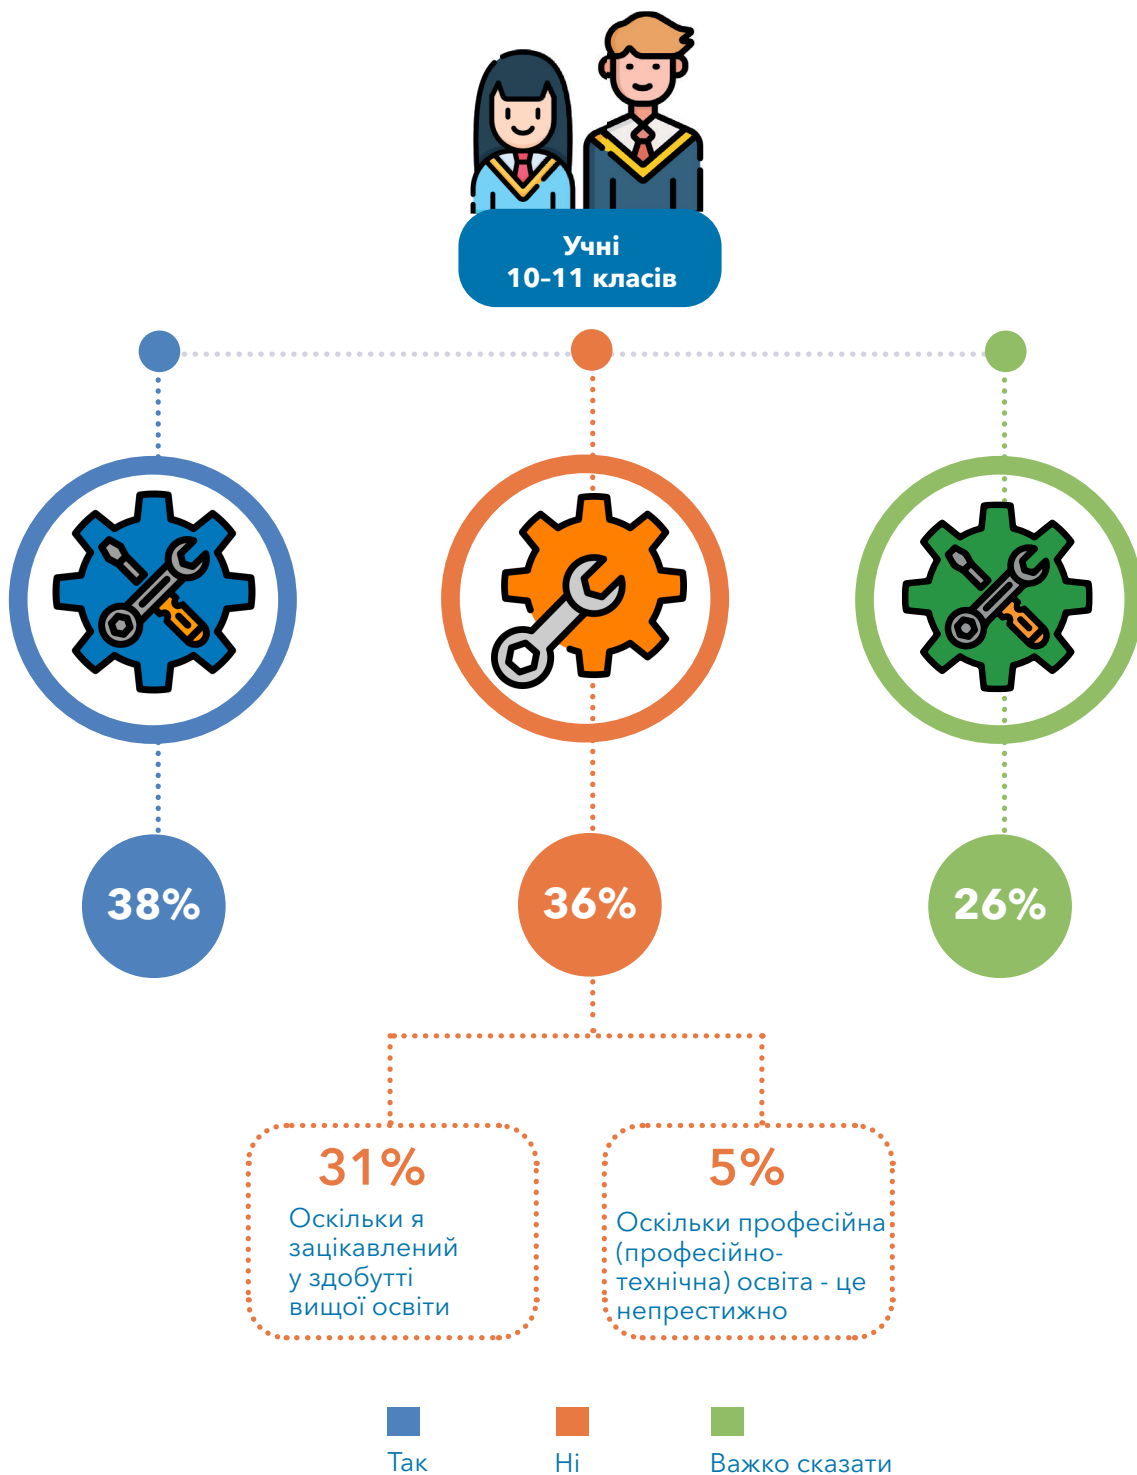 Учні
10–11 класів
38%
36%
26%
31%
Оскільки я
зацікавлений
у здобутті
вищої освіти
5%
Оскільки професійна
(професійно-
технічна) освіта - це
непрестижно
Так
Ні
Важко сказати